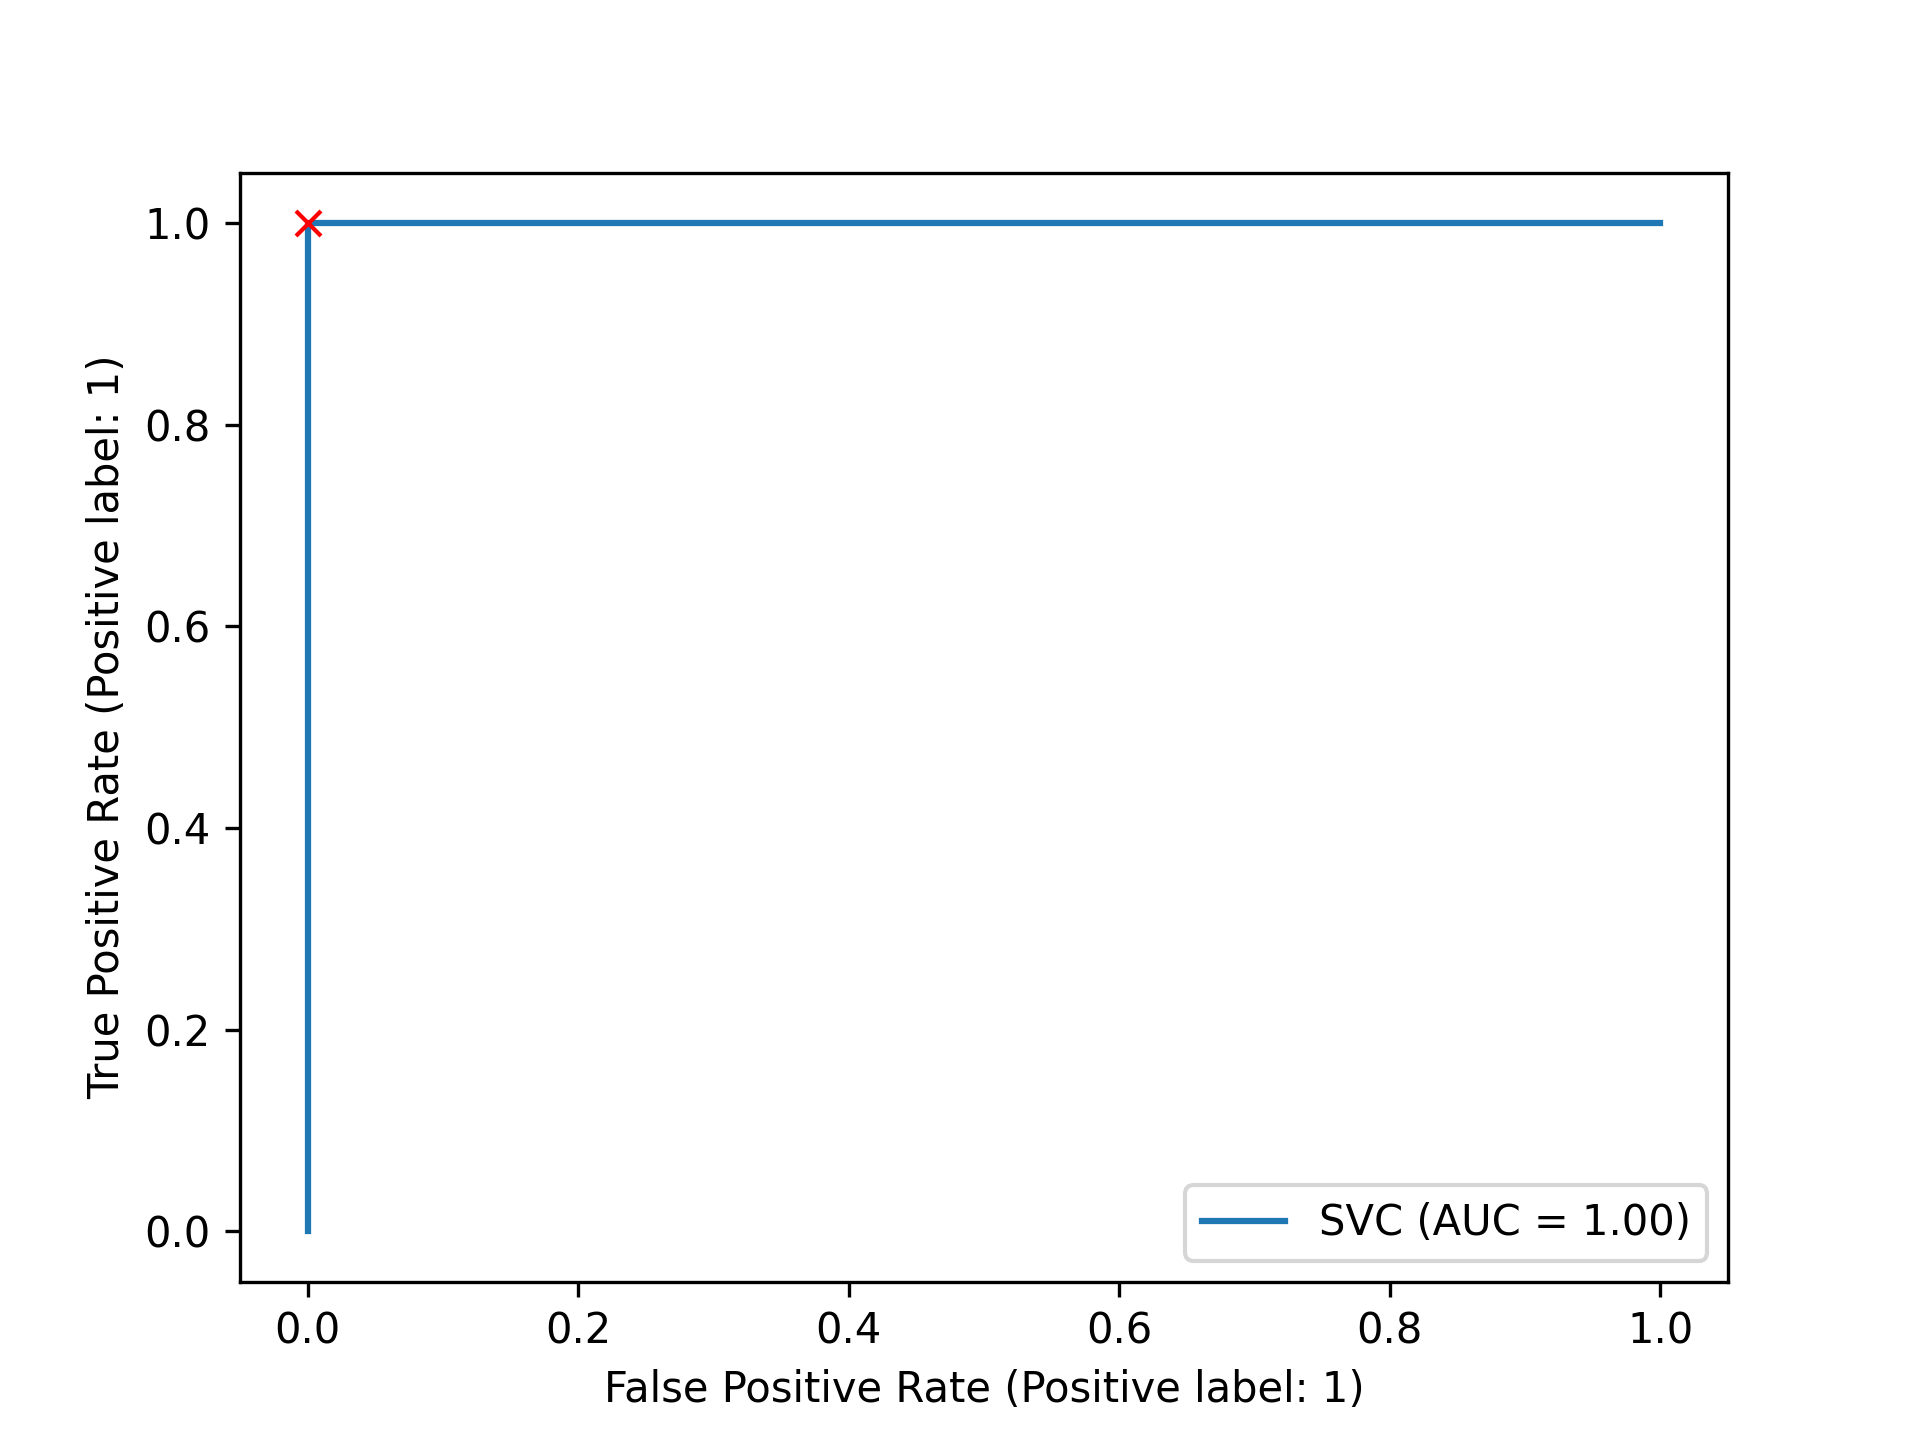 1.0
0.8
0.6
0.4
0.2
0.0
True Positive Rate (Positive label: 1)
SVC (AUC = 1.00)
0.0 0.2 0.4 0.6 0.8 1.0
False Positive Rate (Positive label: 1)